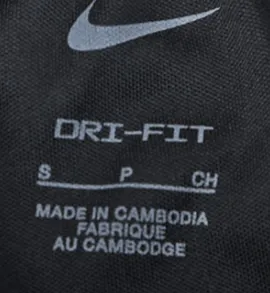 DRI-FIT
S P CH
MADE IN CAMBODIA
FABRIQUE
AU CAMBODGE